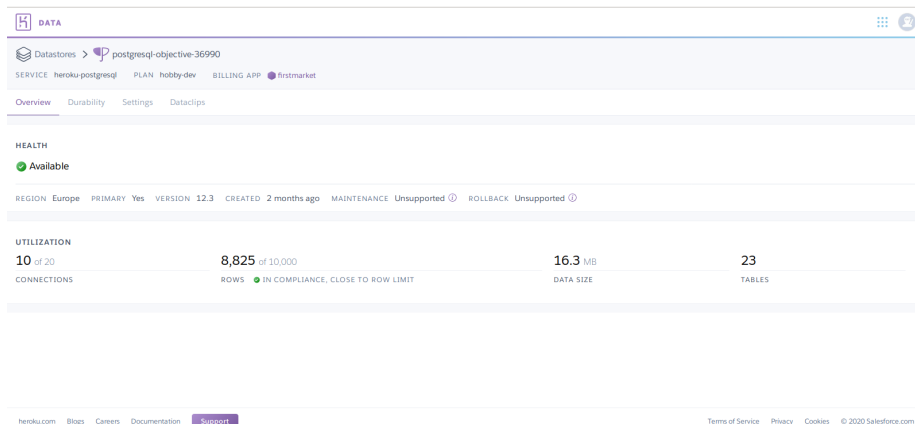 DATA
Datastores postgresql-objective-36990
SERVICE heroku-postgresql PLAN hobby-dev BILLING APP firstmarket
Overview Durability Settings Dataclips
HEALTH
Available
REGION Europe PRIMARY Yes VERSION 12.3 CREATED 2 months ago MAINTENANCE Unsupported ROLLBACK Unsupported
UTILIZATION
10 of 20 8,825 of 10,000 16.3 MB 23
CONNECTIONS ROWS IN COMPLIANCE, CLOSE TO ROW LIMIT DATA SIZE TABLES
heroku.com Blogs Careers Documentation Support Terms of Service Privacy Cookies © 2020 Salesforce.com